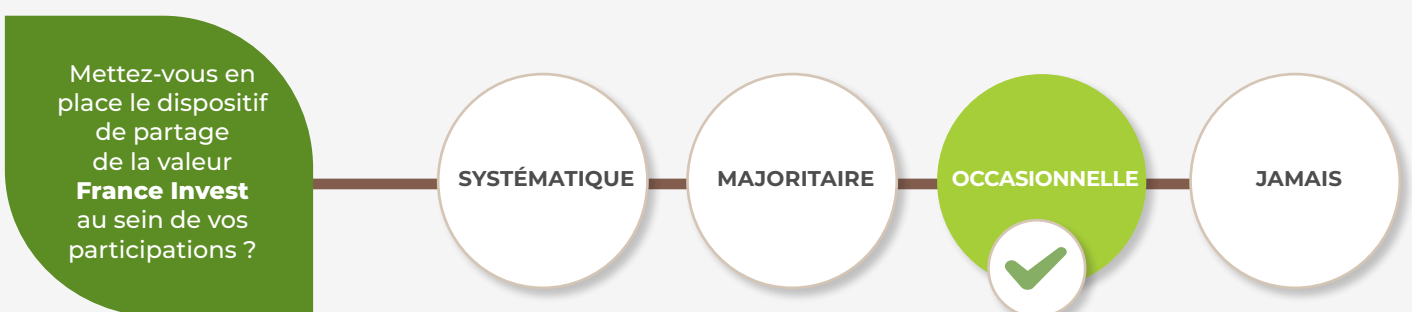 Mettez-vous en
place le dispositif
de partage
de la valeur
France Invest
au sein de vos
participations ?
SYSTÉMATIQUE
MAJORITAIRE
OCCASIONNELLE
JAMAIS